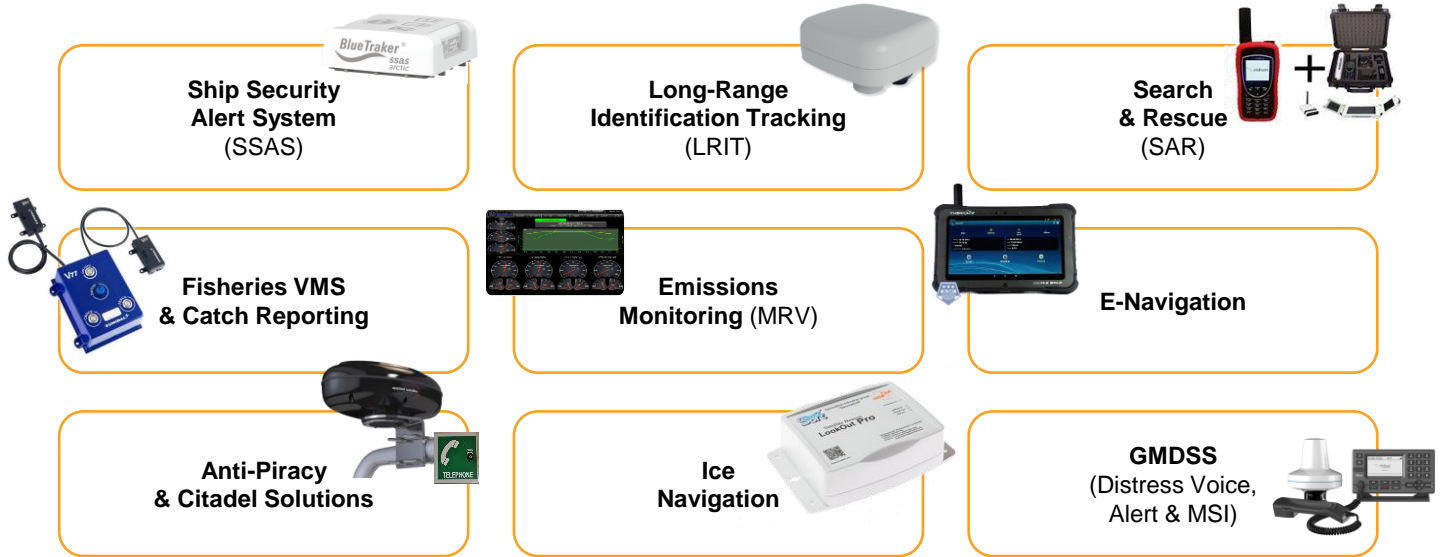 BlueTraker®
ssas
arctic
Ship Security
Alert System
(SSAS)
Long-Range
Identification Tracking
(LRIT)
Search
& Rescue
(SAR)
+
V77
Fisheries VMS
& Catch Reporting
Emissions
Monitoring (MRV)
E-Navigation
Anti-Piracy
& Citadel Solutions
TELEPHONE
LookOut Pro
Ice
Navigation
GMDSS
(Distress Voice,
Alert & MSI)